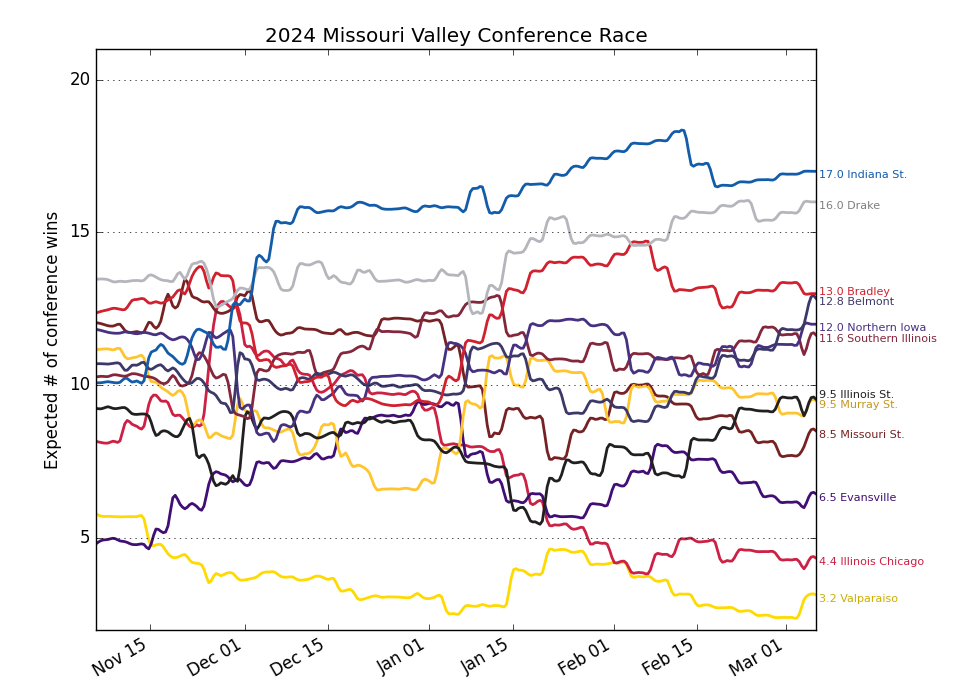 2024 Missouri Valley Conference Race
Expected # of conference wins
20
15
10
5
17.0 Indiana St.
16.0 Drake
13.0 Bradley
12.8 Belmont
12.0 Northern Iowa
11.6 Southern Illinois
9.5 Illinois St.
9.5 Murray St.
8.5 Missouri St.
6.5 Evansville
4.4 Illinois Chicago
3.2 Valparaiso
Nov 15
Dec 01
Dec 15
Jan 01
Jan 15
Feb 01
Feb 15
Mar 01